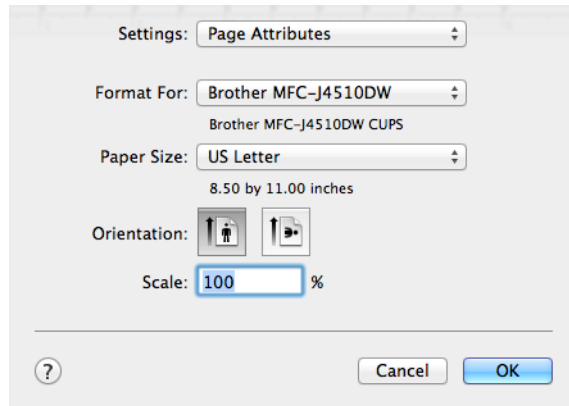 Settings: Page Attributes
Format For: Brother MFC-J4510DW
Brother MFC-J4510DW CUPS
Paper Size: US Letter
8.50 by 11.00 inches
Orientation:
Scale: 100 %
? Cancel OK